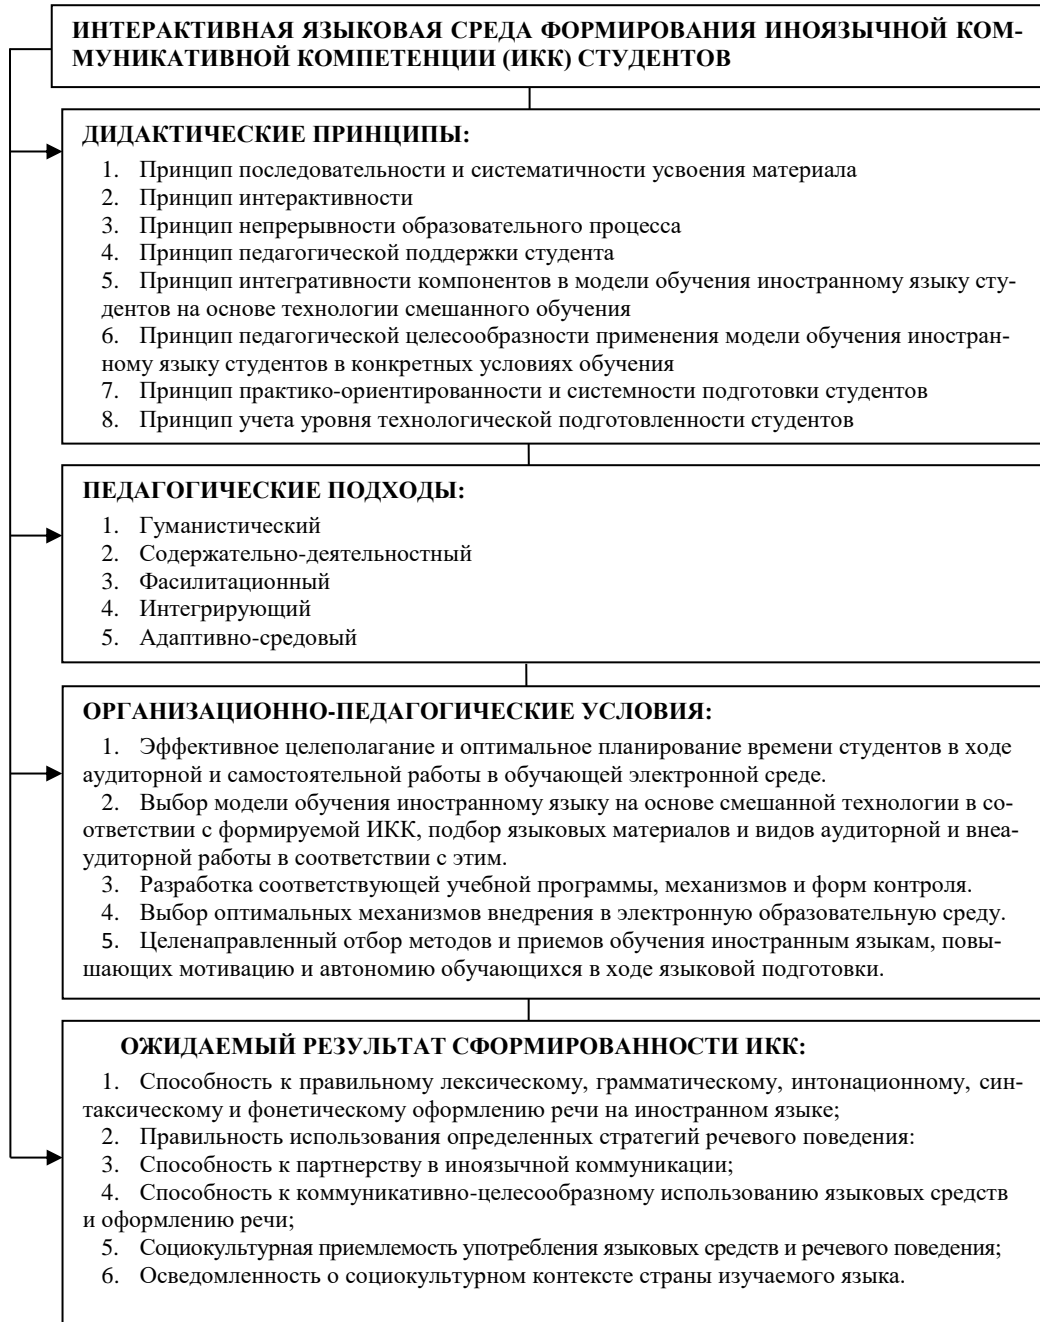 ИНТЕРАКТИВНАЯ ЯЗЫКОВАЯ СРЕДА ФОРМИРОВАНИЯ ИНОЯЗЫЧНОЙ КОМ-
МУНИКАТИВНОЙ КОМПЕТЕНЦИИ (ИКК) СТУДЕНТОВ
ДИДАКТИЧЕСКИЕ ПРИНЦИПЫ:
1. Принцип последовательности и систематичности усвоения материала
2. Принцип интерактивности
3. Принцип непрерывности образовательного процесса
4. Принцип педагогической поддержки студента
5. Принцип интегративности компонентов в модели обучения иностранному языку сту-
дентов на основе технологии смешанного обучения
6. Принцип педагогической целесообразности применения модели обучения иностран-
ному языку студентов в конкретных условиях обучения
7. Принцип практико-ориентированности и системности подготовки студентов
8. Принцип учета уровня технологической подготовленности студентов
ПЕДАГОГИЧЕСКИЕ ПОДХОДЫ:
1. Гуманистический
2. Содержательно-деятельностный
3. Фасилитационный
4. Интегрирующий
5. Адаптивно-средовый
ОРГАНИЗАЦИОННО-ПЕДАГОГИЧЕСКИЕ УСЛОВИЯ:
1. Эффективное целеполагание и оптимальное планирование времени студентов в ходе
аудиторной и самостоятельной работы в обучающей электронной среде.
2. Выбор модели обучения иностранному языку на основе смешанной технологии в со-
ответствии с формируемой ИКК, подбор языковых материалов и видов аудиторной и внеа-
удиторной работы в соответствии с этим.
3. Разработка соответствующей учебной программы, механизмов и форм контроля.
4. Выбор оптимальных механизмов внедрения в электронную образовательную среду.
5. Целенаправленный отбор методов и приемов обучения иностранным языкам, повы-
шающих мотивацию и автономию обучающихся в ходе языковой подготовки.
ОЖИДАЕМЫЙ РЕЗУЛЬТАТ СФОРМИРОВАННОСТИ ИКК:
1. Способность к правильному лексическому, грамматическому, интонационному, син-
таксическому и фонетическому оформлению речи на иностранном языке;
2. Правильность использования определенных стратегий речевого поведения:
3. Способность к партнерству в иноязычной коммуникации;
4. Способность к коммуникативно-целесообразному использованию языковых средств
и оформлению речи;
5. Социокультурная приемлемость употребления языковых средств и речевого поведения;
6. Осведомленность о социокультурном контексте страны изучаемого языка.